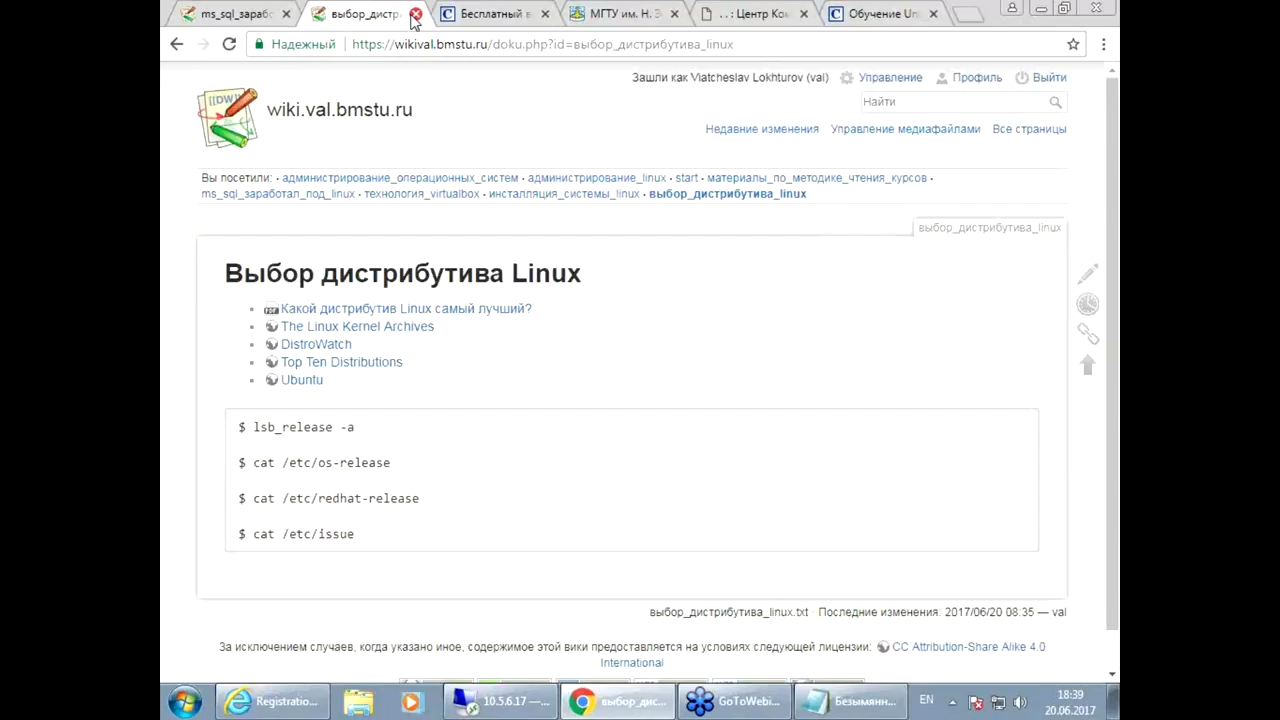 ms_sql_зарабо
выбор_дистр
Бесплатный в
МГТУ им. Н. Э
. . : Центр Ком
Обучение Uni
Надежный
https://wikival.bmstu.ru/doku.php?id=выбор_дистрибутива_linux
Зашли как Viatcheslav Lokhturov (val) Управление Профиль Выйти
[[DW]]
wiki.val.bmstu.ru
Найти
Недавние изменения Управление медиафайлами Все страницы
Вы посетили: • администрирование_операционных_систем • администрирование_linux • start • материалы_по_методике_чтения_курсов •
ms_sql_заработал_под_linux • технология_virtualbox • инсталляция_системы_linux • выбор_дистрибутива_linux
выбор_дистрибутива_linux
Выбор дистрибутива Linux
Какой дистрибутив Linux самый лучший?
The Linux Kernel Archives
DistroWatch
Top Ten Distributions
Ubuntu
$ lsb_release -a
$ cat /etc/os-release
$ cat /etc/redhat-release
$ cat /etc/issue
выбор_дистрибутива_linux.txt · Последние изменения: 2017/06/20 08:35 — val
За исключением случаев, когда указано иное, содержимое этой вики предоставляется на условиях следующей лицензии: CC Attribution-Share Alike 4.0
International
Registratio...
10.5.6.17 —...
выбор_дис...
GoToWebi...
Безымянн...
EN
18:39
20.06.2017